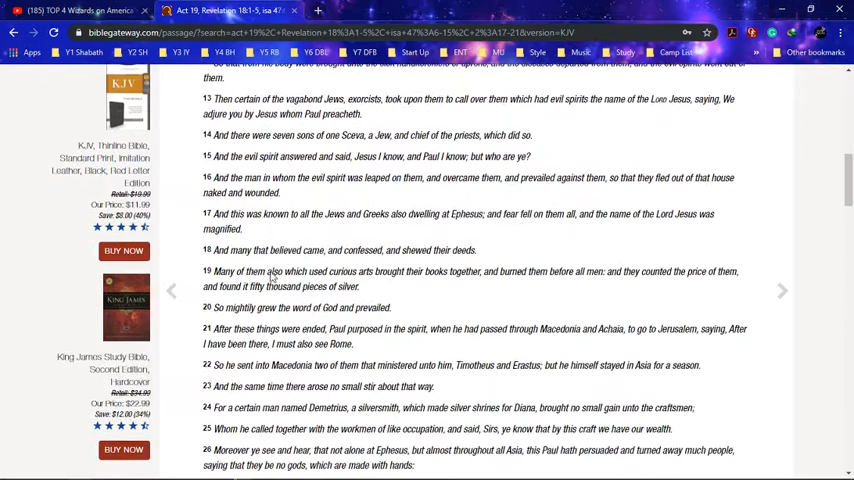 (185) TOP 4 Wizards on America
Act 19, Revelation 18:1-5, isa 47:
biblegateway.com/passage/?search=act+19%2C+Revelation+18%3A1-5%2C+isa+47%3A6-15%2C+2%3A17-21&version=KJV
Apps Y1 Shabath Y2 SH Y3 IY Y4 BH Y5 RB Y6 DBL Y7 DFB Start Up ENT MU Style Music Study Camel List Other bookmarks
them.
13 Then certain of the vagabond Jews, exorcists, took upon them to call over them which had evil spirits the name of the Lord Jesus, saying, We
adjure you by Jesus whom Paul preacheth.
14 And there were seven sons of one Sceva, a Jew, and chief of the priests, which did so.
15 And the evil spirit answered and said, Jesus I know, and Paul I know; but who are ye?
16 And the man in whom the evil spirit was leaped on them, and overcame them, and prevailed against them, so that they fled out of that house
naked and wounded.
17 And this was known to all the Jews and Greeks also dwelling at Ephesus; and fear fell on them all, and the name of the Lord Jesus was
magnified.
18 And many that believed came, and confessed, and shewed their deeds.
19 Many of them also which used curious arts brought their books together, and burned them before all men: and they counted the price of them,
and found it fifty thousand pieces of silver.
20 So mightily grew the word of God and prevailed.
21 After these things were ended, Paul purposed in the spirit, when he had passed through Macedonia and Achaia, to go to Jerusalem, saying, After
I have been there, I must also see Rome.
22 So he sent into Macedonia two of them that ministered unto him, Timotheus and Erastus; but he himself stayed in Asia for a season.
23 And the same time there arose no small stir about that way.
24 For a certain man named Demetrius, a silversmith, which made silver shrines for Diana, brought no small gain unto the craftsmen;
25 Whom he called together with the workmen of like occupation, and said, Sirs, ye know that by this craft we have our wealth.
26 Moreover ye see and hear, that not alone at Ephesus, but almost throughout all Asia, this Paul hath persuaded and turned away much people,
saying that they be no gods, which are made with hands:
KJV
KJV, Thinline Bible,
Standard Print, Imitation
Leather, Black, Red Letter
Edition
Retail: $19.99
Our Price: $11.99
Save: $8.00 (40%)
BUY NOW
KING JAMES
King James Study Bible,
Second Edition,
Hardcover
Retail: $34.99
Our Price: $22.99
Save: $12.00 (34%)
BUY NOW